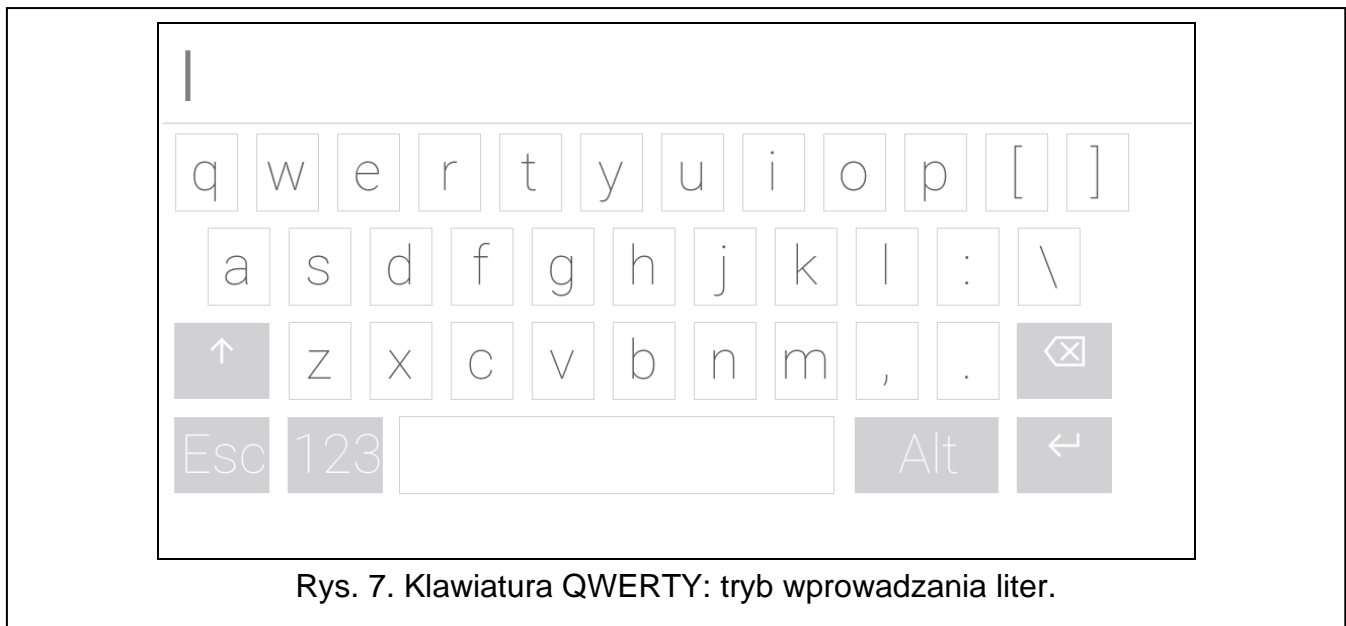 q w e r t y u i o p [ ]
a s d f g h j k l : \
↑ z x c v b n m , . ⌫
Esc 123 Alt ↵
Rys. 7. Klawiatura QWERTY: tryb wprowadzania liter.